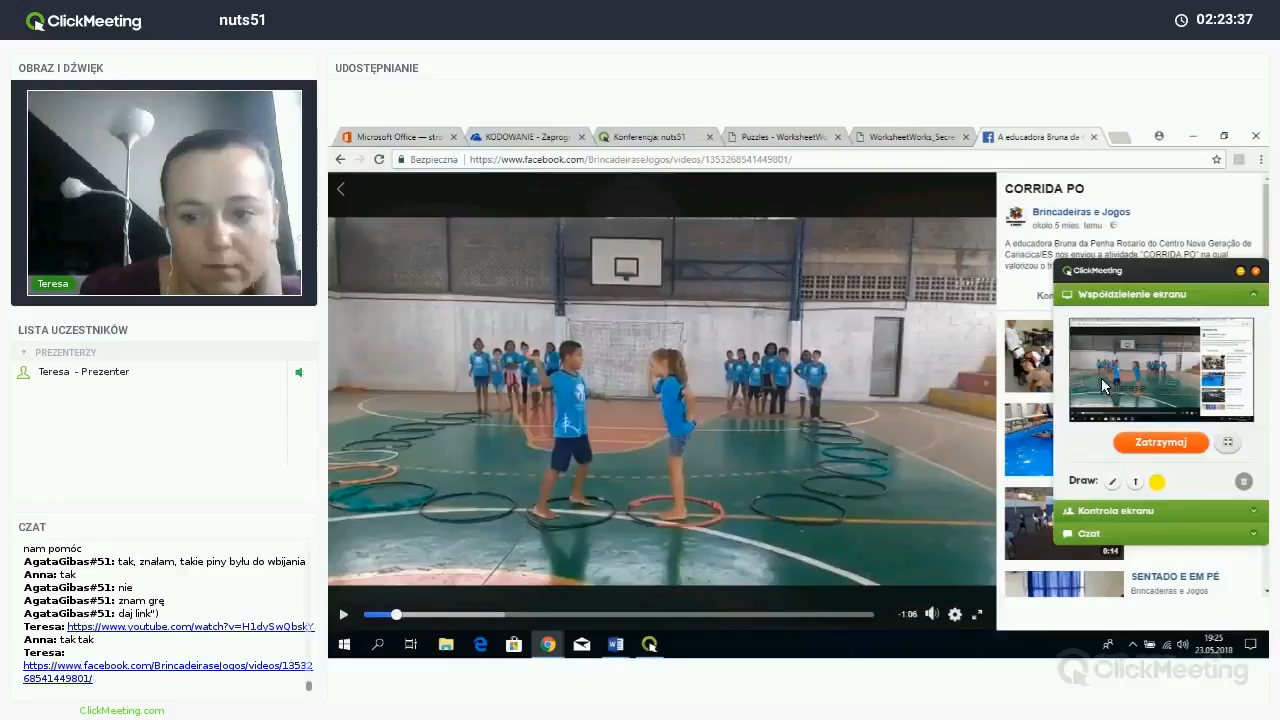 ClickMeeting
nuts51
02:23:37
OBRAZ I DŹWIĘK
Teresa
LISTA UCZESTNIKÓW
PREZENTERZY
Teresa - Prezenter
CZAT
nam pomóc
AgataGibas#51: tak, znałam, takie piny byłu do wbijania
Anna: tak
AgataGibas#51: nie
AgataGibas#51: znam grę
AgataGibas#51: daj link")
Teresa: https://www.youtube.com/watch?v=H1dySwQbskY
Anna: tak tak
Teresa:
https://www.facebook.com/BrincadeiraseJogos/videos/13532
68541449801/
ClickMeeting.com
UDOSTĘPNIANIE
Microsoft Office — stro
KODOWANIE - Zaprog
Konferencja: nuts51
Puzzles - WorksheetWo
WorksheetWorks_Secre
A educadora Bruna da
Bezpieczna
https://www.facebook.com/BrincadeiraseJogos/videos/1353268541449801/
CORRIDA PO
Brincadeiras e Jogos
około 5 mies. temu
A educadora Bruna da Penha Rosario do Centro Nova Geração de
Cariacica/ES nos enviou a atividade "CORRIDA PO" na qual
valorizou o tr
ClickMeeting
Współdzielenie ekranu
Zatrzymaj
Draw:
Kontrola ekranu
Czat
0:14
SENTADO E EM PÉ
Brincadeiras e Jogos
-1:06
19:25
23.05.2018
ClickMeeting